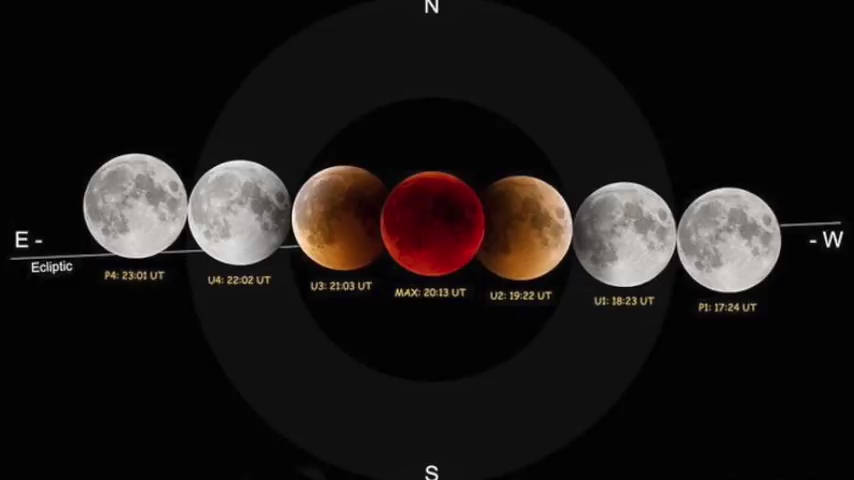 N
E -
- W
Ecliptic
P4: 23:01 UT
U4: 22:02 UT
U3: 21:03 UT
MAX: 20:13 UT
U2: 19:22 UT
U1: 18:23 UT
P1: 17:24 UT
S